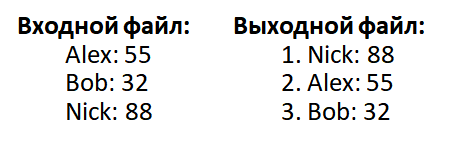 Входной файл:
Alex: 55
Bob: 32
Nick: 88
Выходной файл:
1. Nick: 88
2. Alex: 55
3. Bob: 32